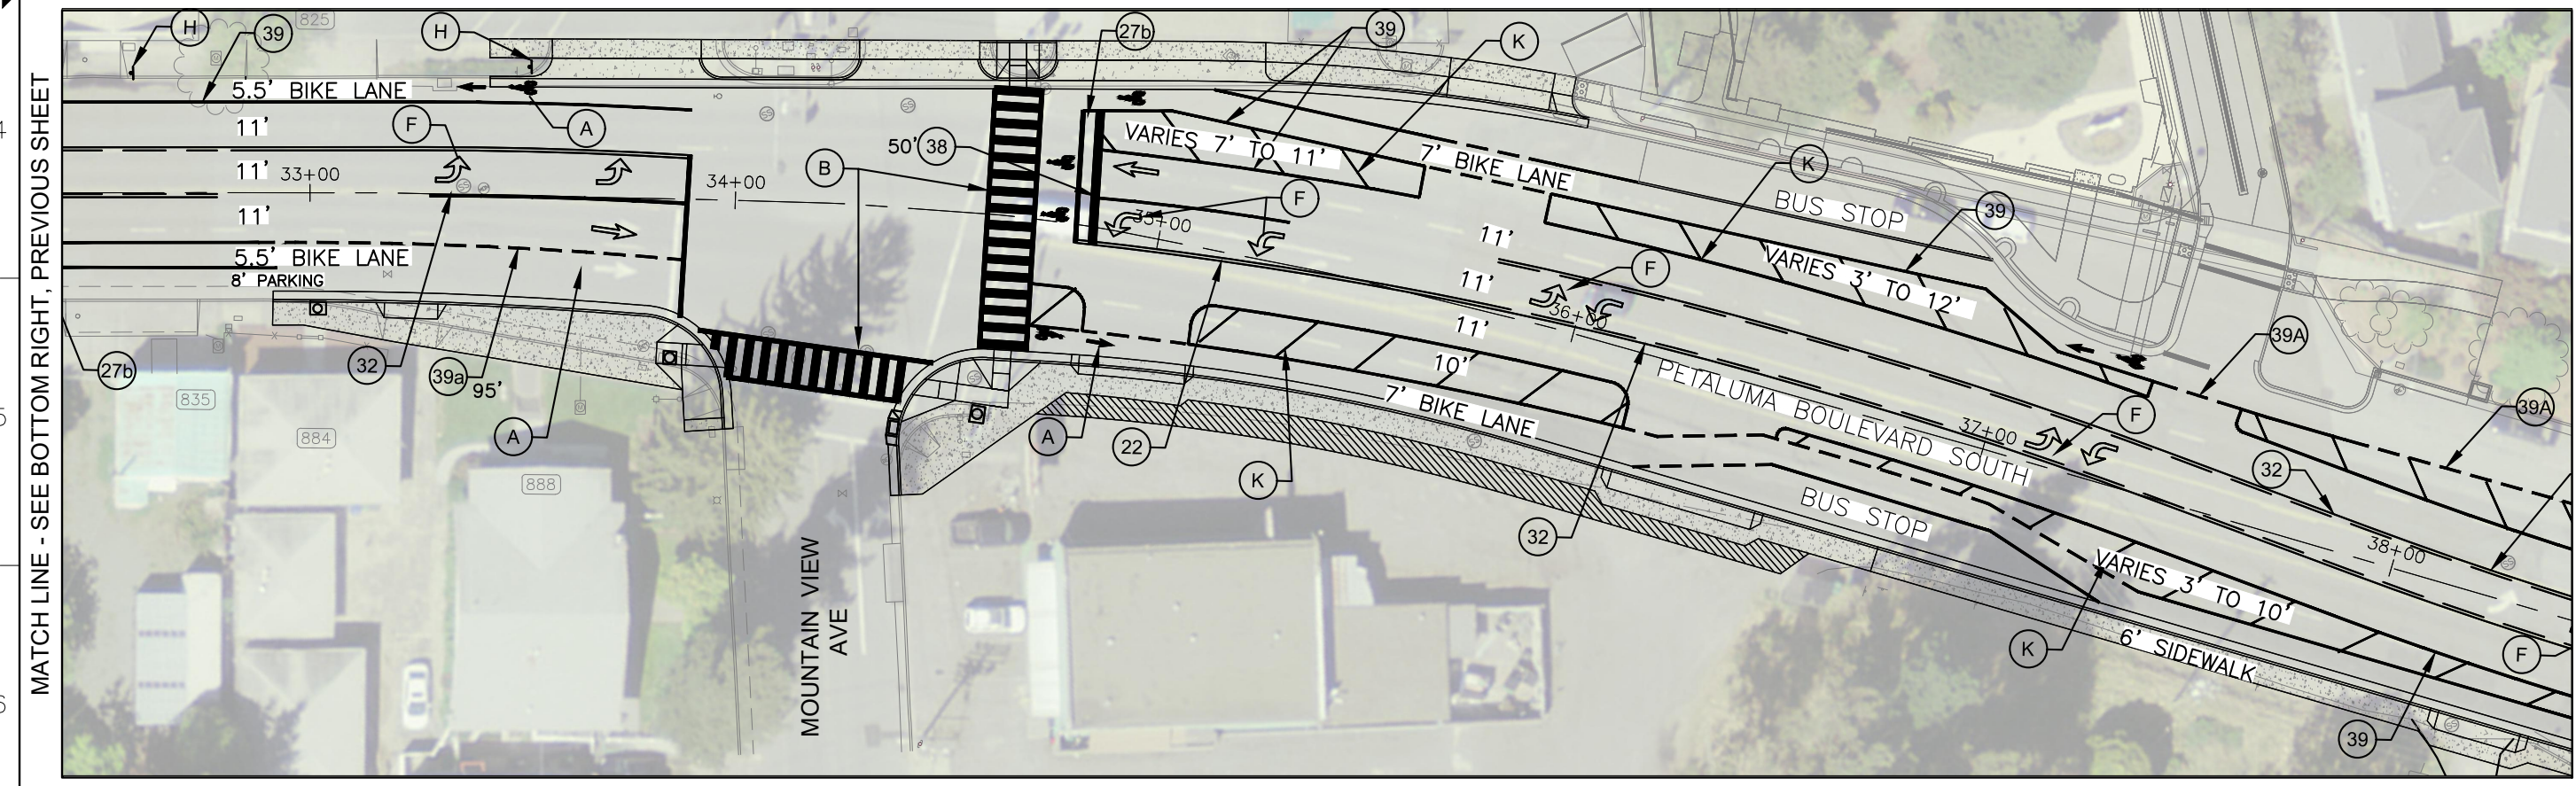 MATCH LINE - SEE BOTTOM RIGHT, PREVIOUS SHEET
H
39
825
H
27b
39
K
5.5' BIKE LANE
A
11'
F
VARIES 7' TO 11'
50' 38
B
7' BIKE LANE
K
11'
33+00
34+00
F
BUS STOP
39
11'
35+00
11'
5.5' BIKE LANE
8' PARKING
VARIES 3' TO 12'
11'
F
36+00
11'
39A
27b
32
39a 95'
10'
PETALUMA BOULEVARD SOUTH
835
7' BIKE LANE
39A
884
A
A
22
37+00
F
888
K
32
32
BUS STOP
38+00
MOUNTAIN VIEW
AVE
VARIES 3' TO 10'
K
6' SIDEWALK
F
39
4
5
6